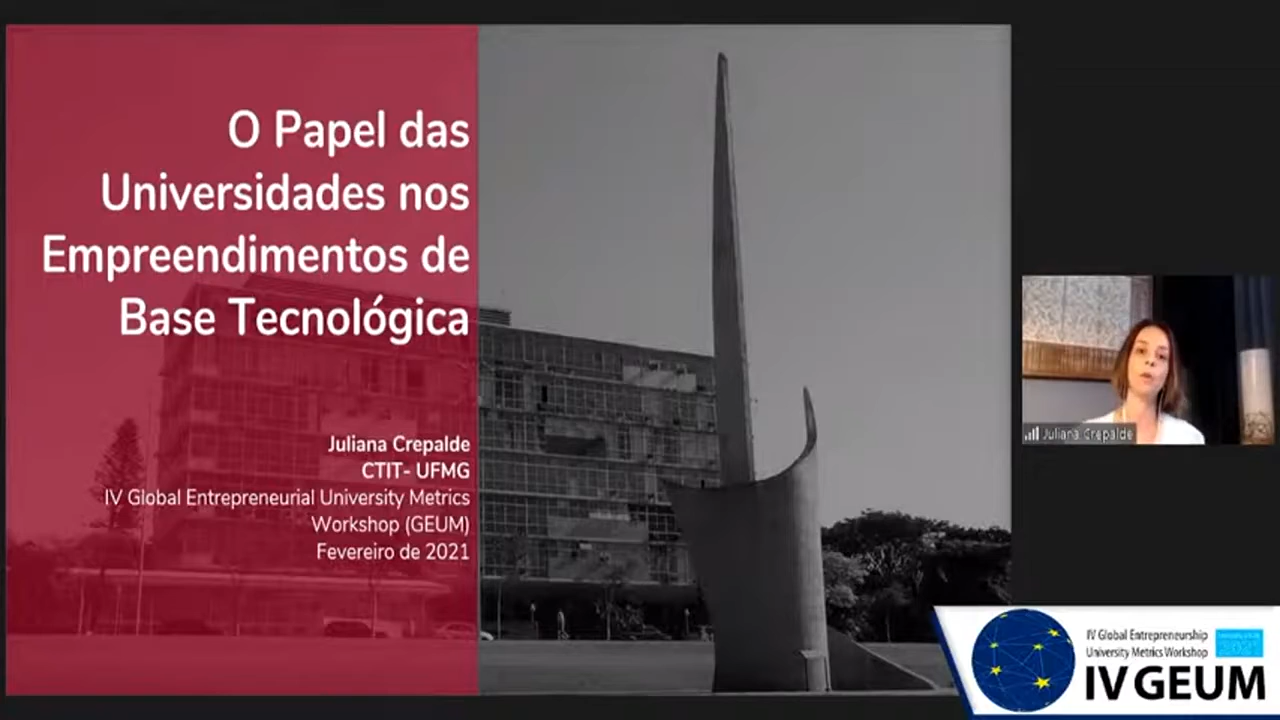 O Papel das
Universidades nos
Empreendimentos de
Base Tecnológica
Juliana Crepalde
CTIT- UFMG
IV Global Entrepreneurial University Metrics
Workshop (GEUM)
Fevereiro de 2021
Juliana Crepalde
IV Global Entrepreneurship
University Metrics Workshop
IV GEUM